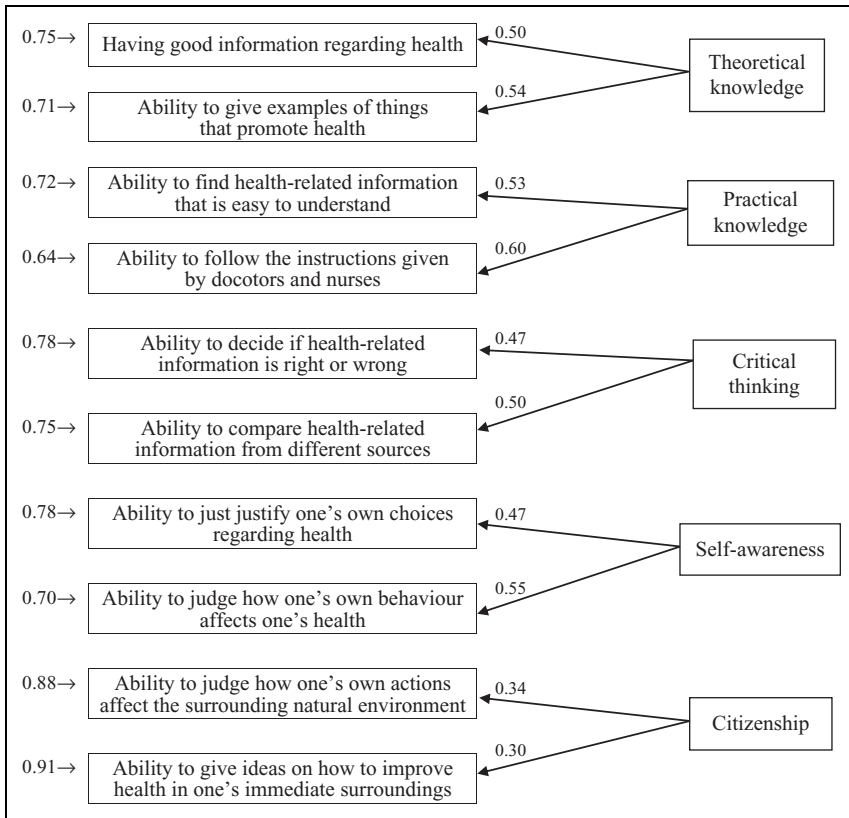 0.75→
Having good information regarding health
0.50
Theoretical
knowledge
0.71→
Ability to give examples of things
that promote health
0.54
0.72→
Ability to find health-related information
that is easy to understand
0.53
Practical
knowledge
0.64→
Ability to follow the instructions given
by docotors and nurses
0.60
0.78→
Ability to decide if health-related
information is right or wrong
0.47
Critical
thinking
0.75→
Ability to compare health-related
information from different sources
0.50
0.78→
Ability to just justify one’s own choices
regarding health
0.47
Self-awareness
0.70→
Ability to judge how one’s own behaviour
affects one’s health
0.55
0.88→
Ability to judge how one’s own actions
affect the surrounding natural environment
0.34
Citizenship
0.91→
Ability to give ideas on how to improve
health in one’s immediate surroundings
0.30